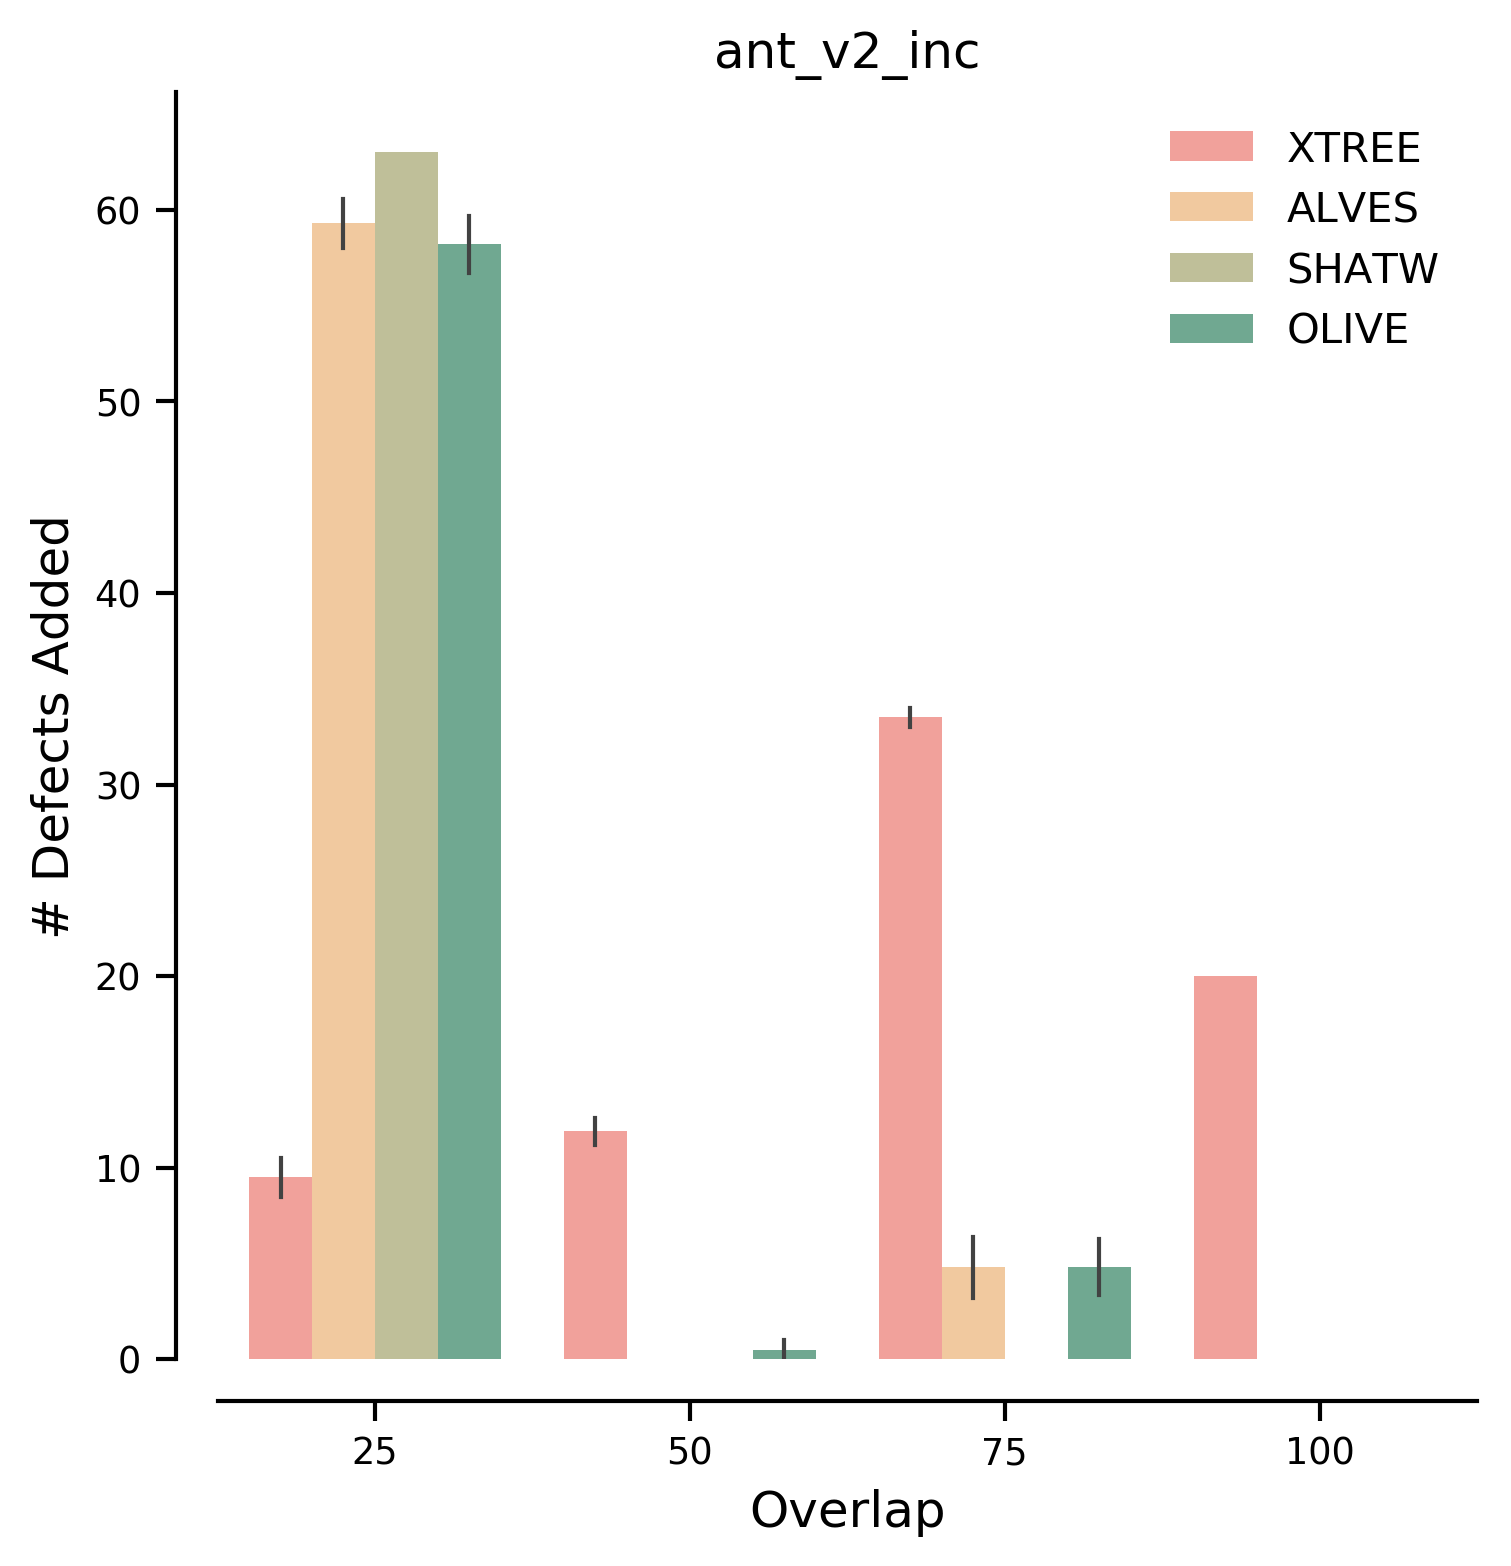 ant_v2_inc
XTREE
ALVES
SHATW
OLIVE
# Defects Added
60
50
40
30
20
10
0
25 50 75 100
Overlap